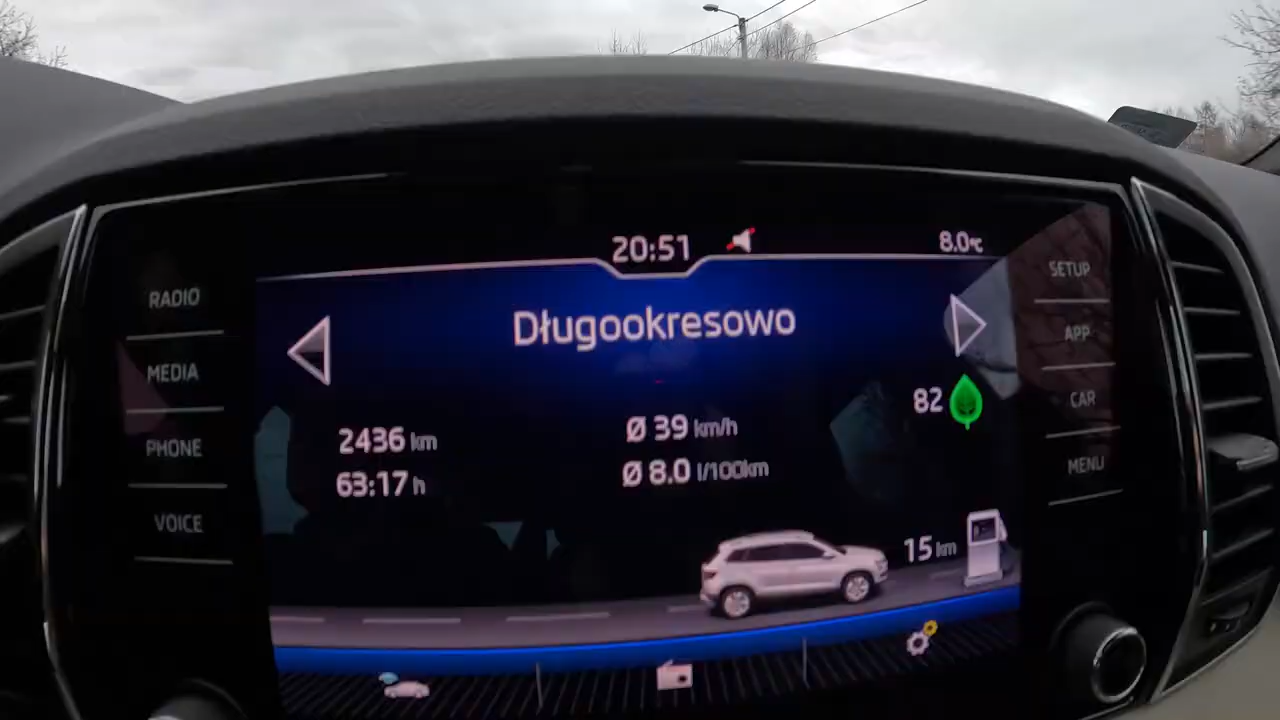 20:51
8.0°C
RADIO
MEDIA
PHONE
VOICE
Długookresowo
2436 km
63:17 h
Ø 39 km/h
Ø 8.0 l/100km
82
15 km
SETUP
APP
CAR
MENU